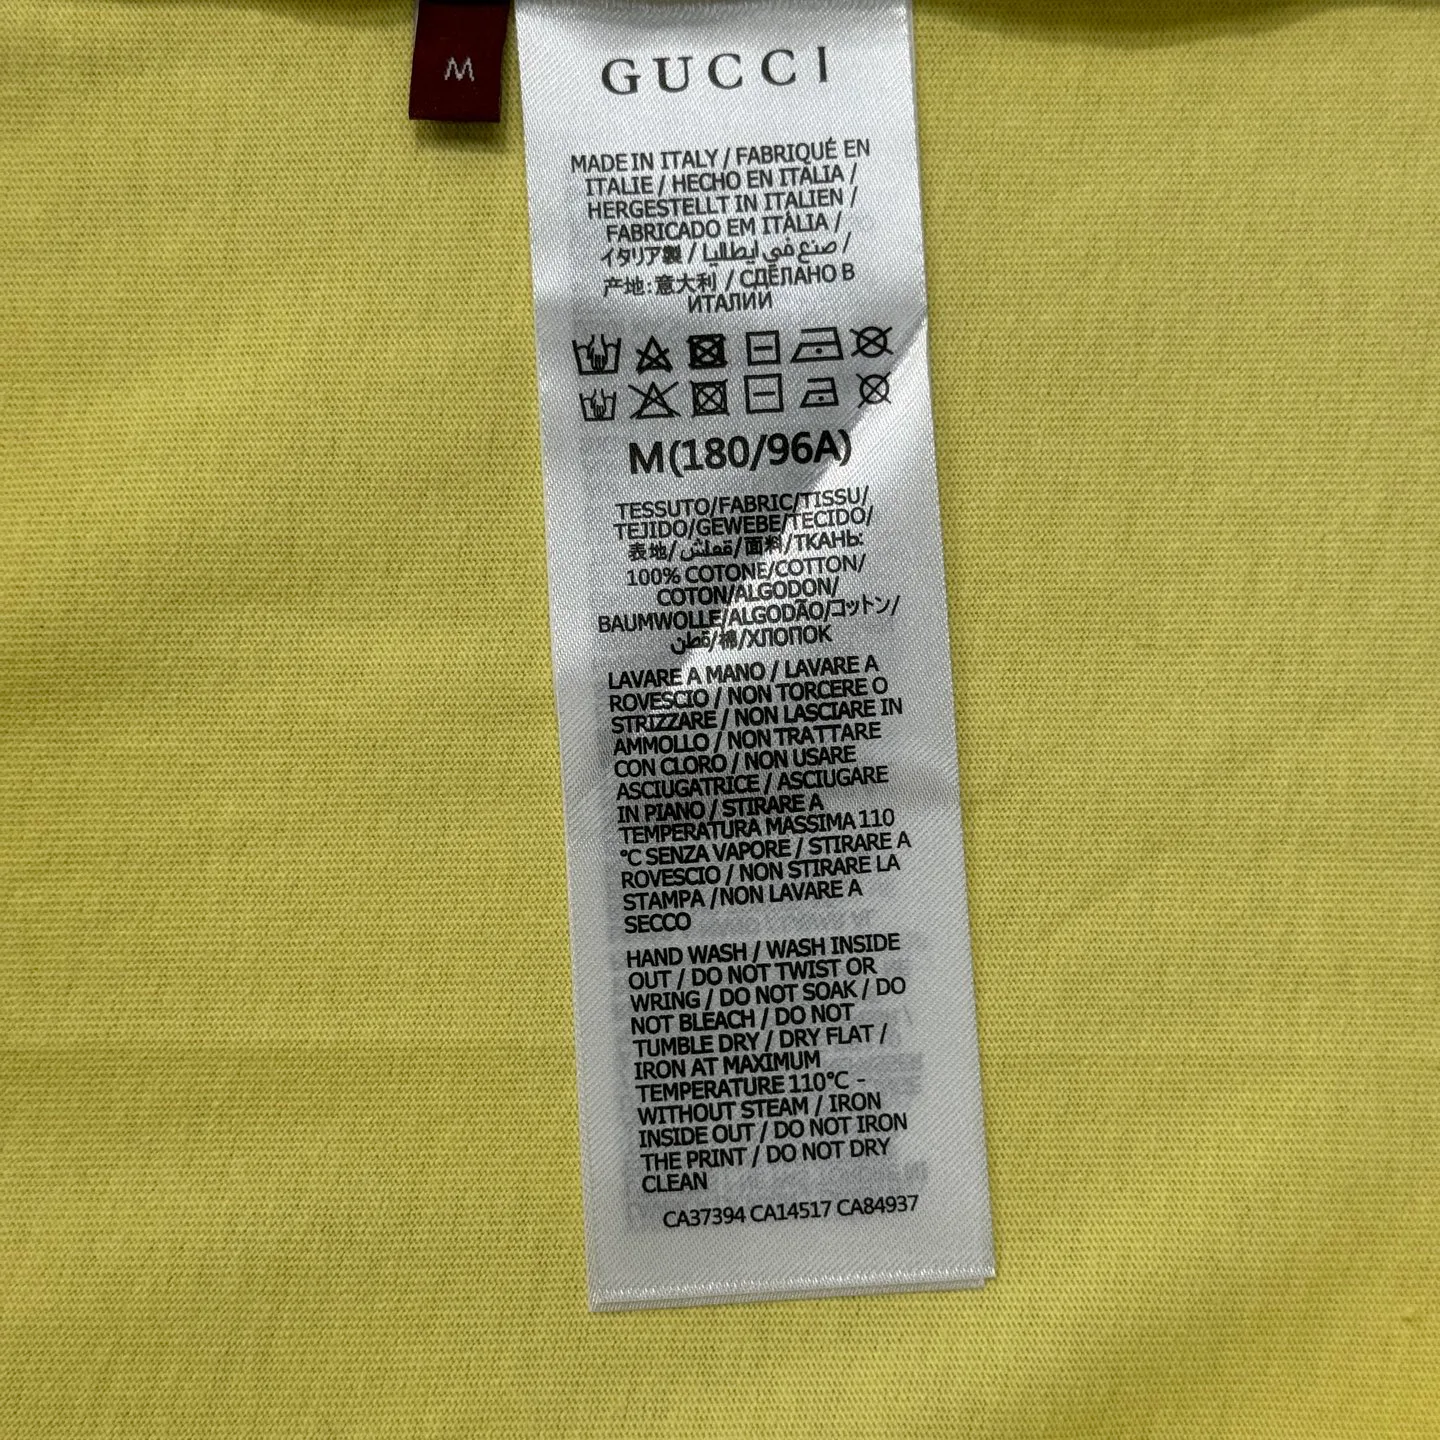 M
GUCCI
MADE IN ITALY / FABRIQUÉ EN
ITALIE / HECHO EN ITALIA /
HERGESTELLT IN ITALIEN /
FABRICADO EM ITÁLIA /
イタリア製 / صنع في ايطاليا /
产地:意大利 / СДЕЛАНО В
ИТАЛИИ
M(180/96A)
TESSUTO/FABRIC/TISSU/
TEJIDO/GEWEBE/TECIDO/
表地/قماش/面料/ТКАНЬ:
100% COTONE/COTTON/
COTON/ALGODON/
BAUMWOLLE/ALGODÃO/コットン/
قطن/棉/ХЛОПОК
LAVARE A MANO / LAVARE A
ROVESCIO / NON TORCERE O
STRIZZARE / NON LASCIARE IN
AMMOLLO / NON TRATTARE
CON CLORO / NON USARE
ASCIUGATRICE / ASCIUGARE
IN PIANO / STIRARE A
TEMPERATURA MASSIMA 110
°C SENZA VAPORE / STIRARE A
ROVESCIO / NON STIRARE LA
STAMPA /NON LAVARE A
SECCO
HAND WASH / WASH INSIDE
OUT / DO NOT TWIST OR
WRING / DO NOT SOAK / DO
NOT BLEACH / DO NOT
TUMBLE DRY / DRY FLAT /
IRON AT MAXIMUM
TEMPERATURE 110°C -
WITHOUT STEAM / IRON
INSIDE OUT / DO NOT IRON
THE PRINT / DO NOT DRY
CLEAN
CA37394 CA14517 CA84937